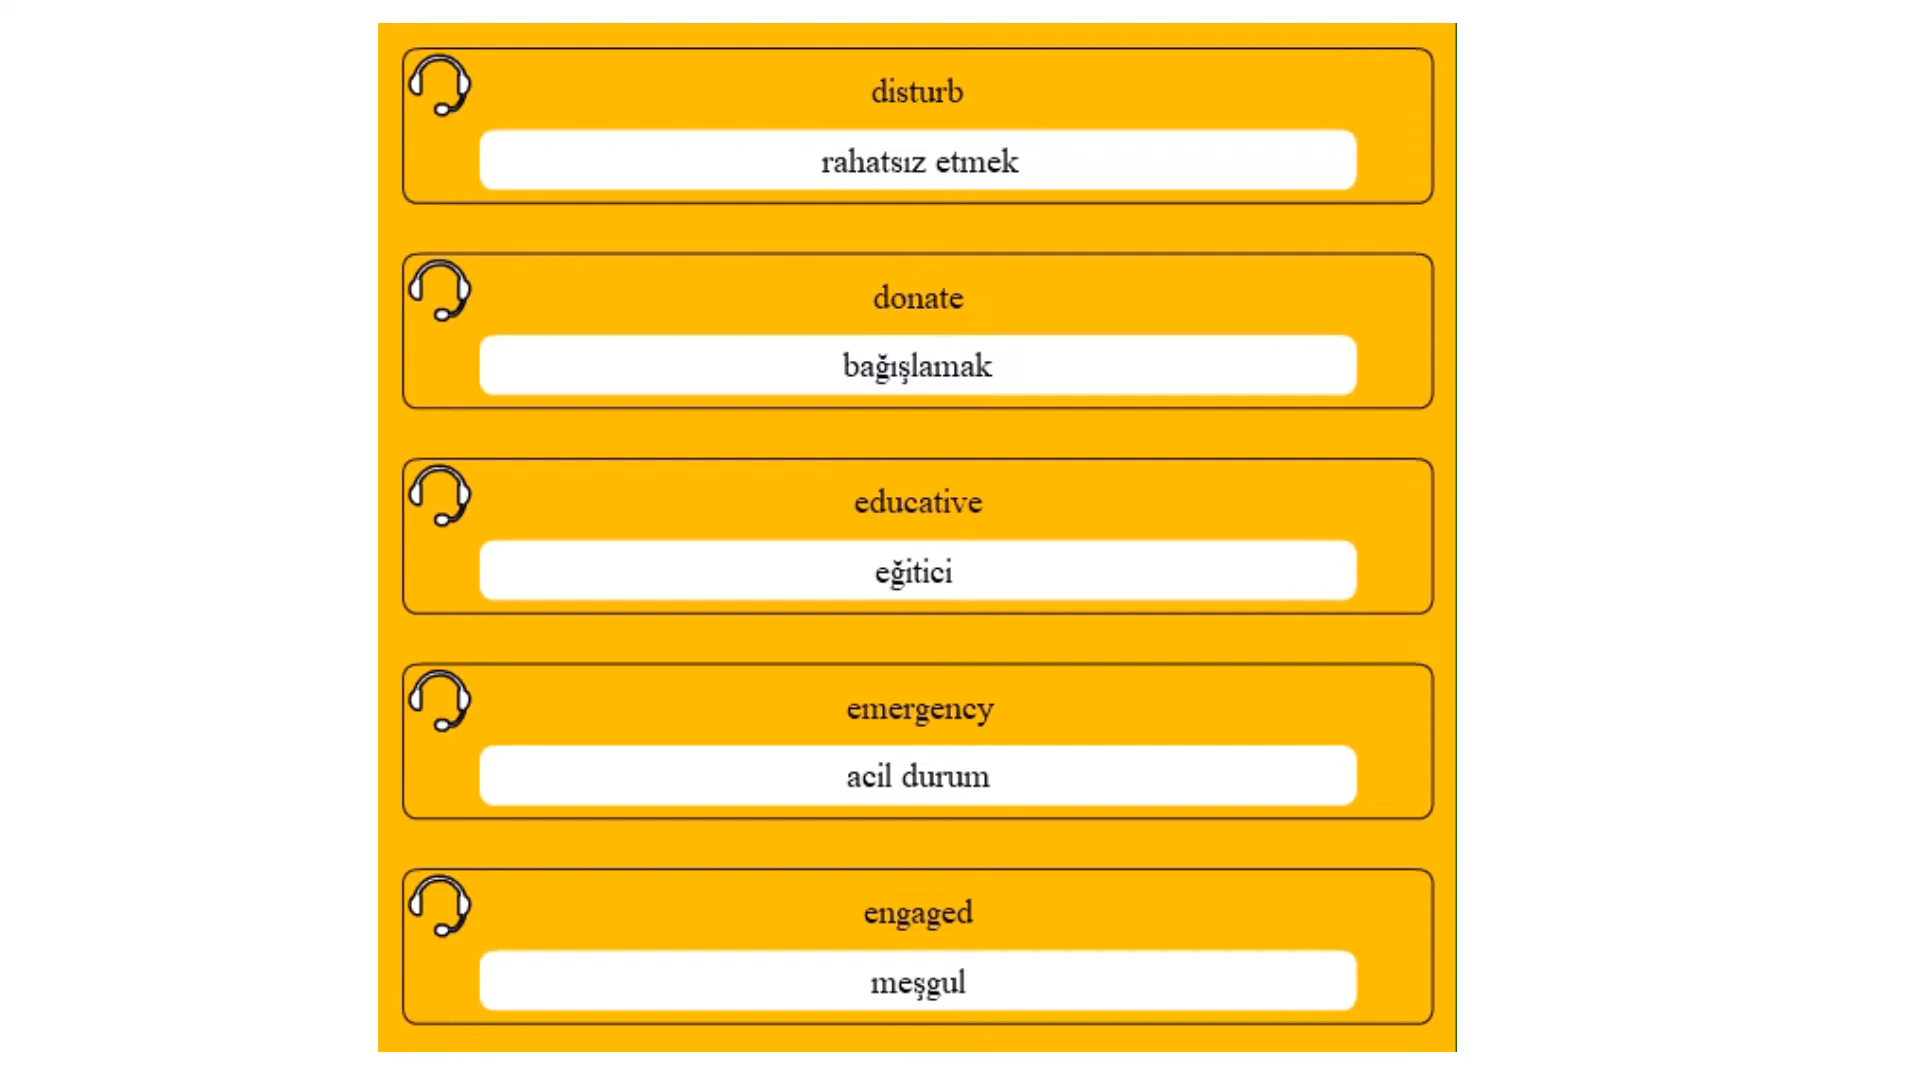 disturb
rahatsız etmek
donate
bağışlamak
educative
eğitici
emergency
acil durum
engaged
meşgul